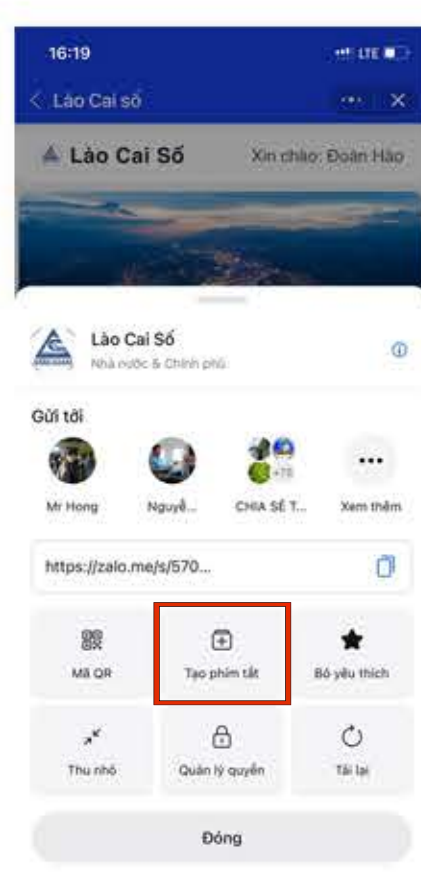 16:19
LTE
Lào Cai số
Lào Cai Số
Xin chào: Đoàn Hào
Lào Cai Số
Nhà nước & Chính phủ
Gửi tới
Mr Hong
Nguyễ...
CHIA SẺ T...
Xem thêm
https://zalo.me/s/570...
Mã QR
Tạo phím tắt
Bỏ yêu thích
Thu nhỏ
Quản lý quyền
Tải lại
Đóng